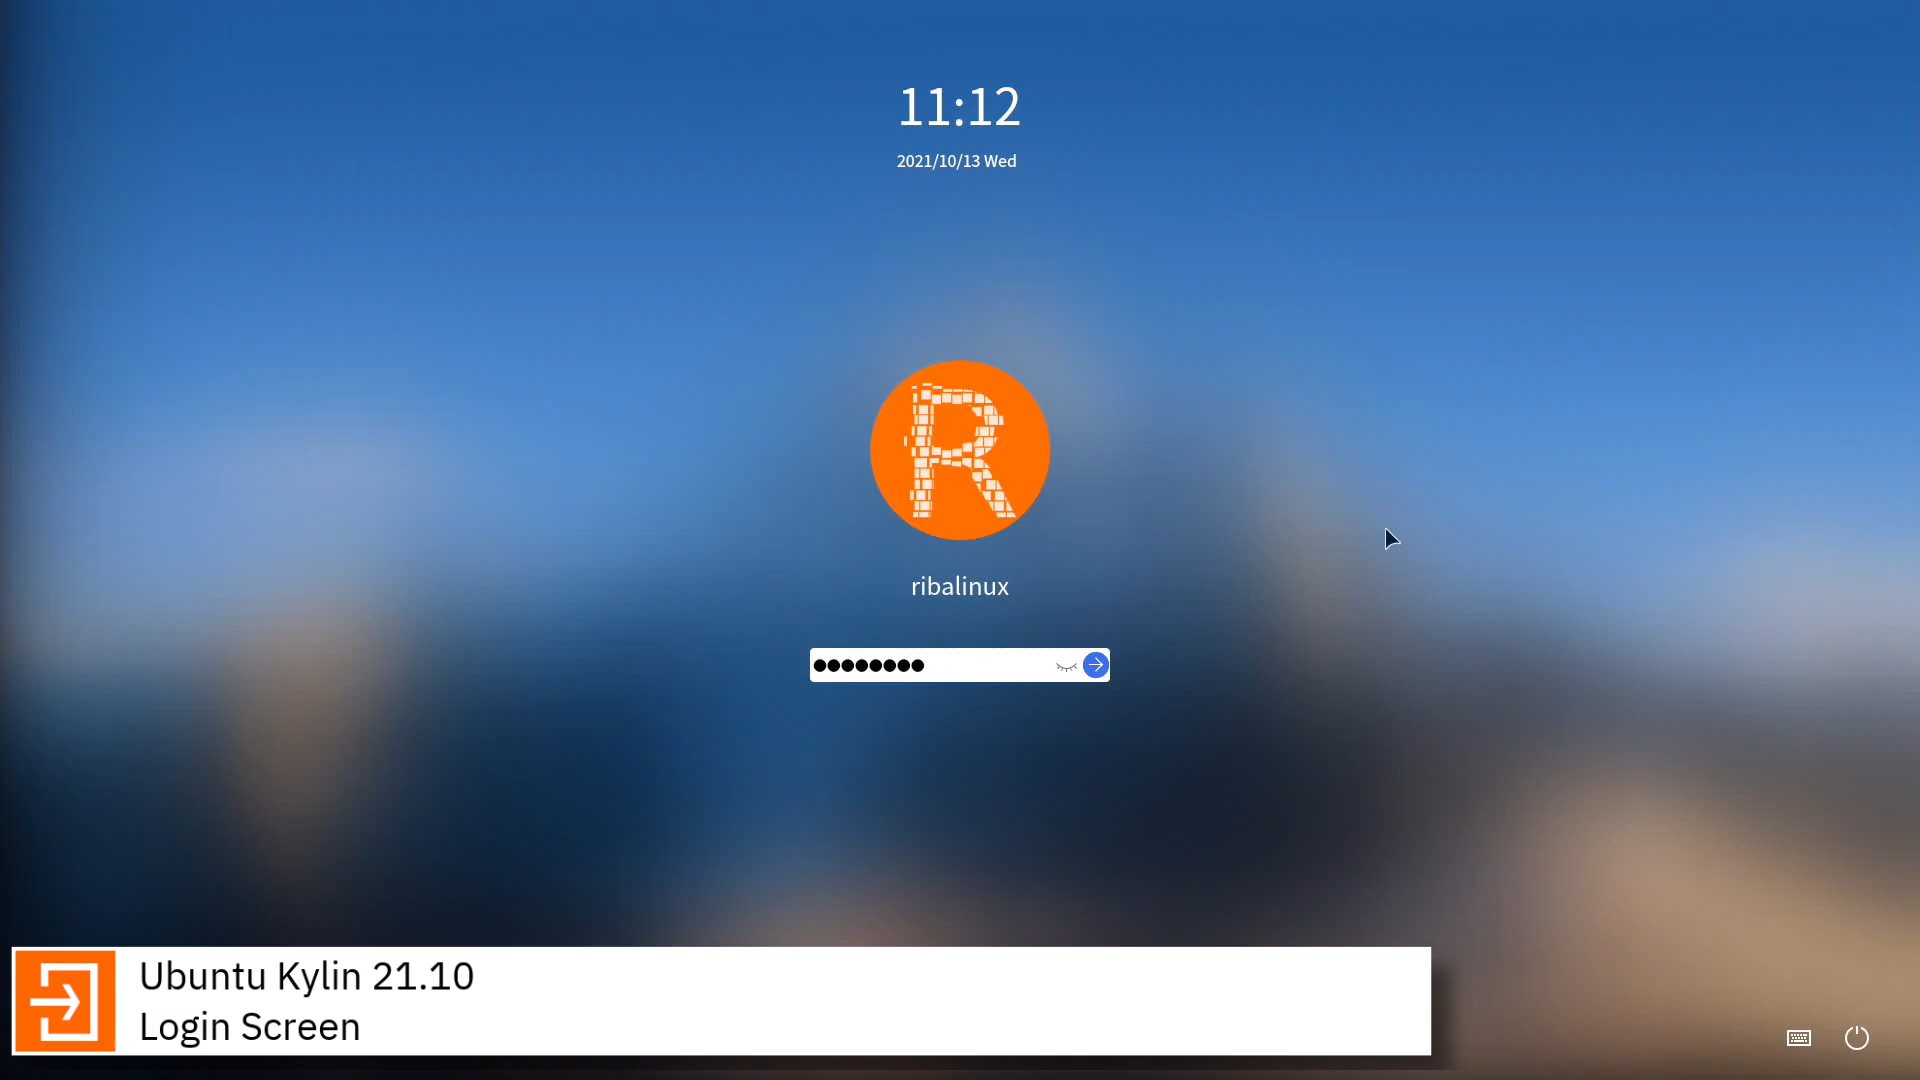 11:12
2021/10/13 Wed
R
ribalinux
Ubuntu Kylin 21.10
Login Screen